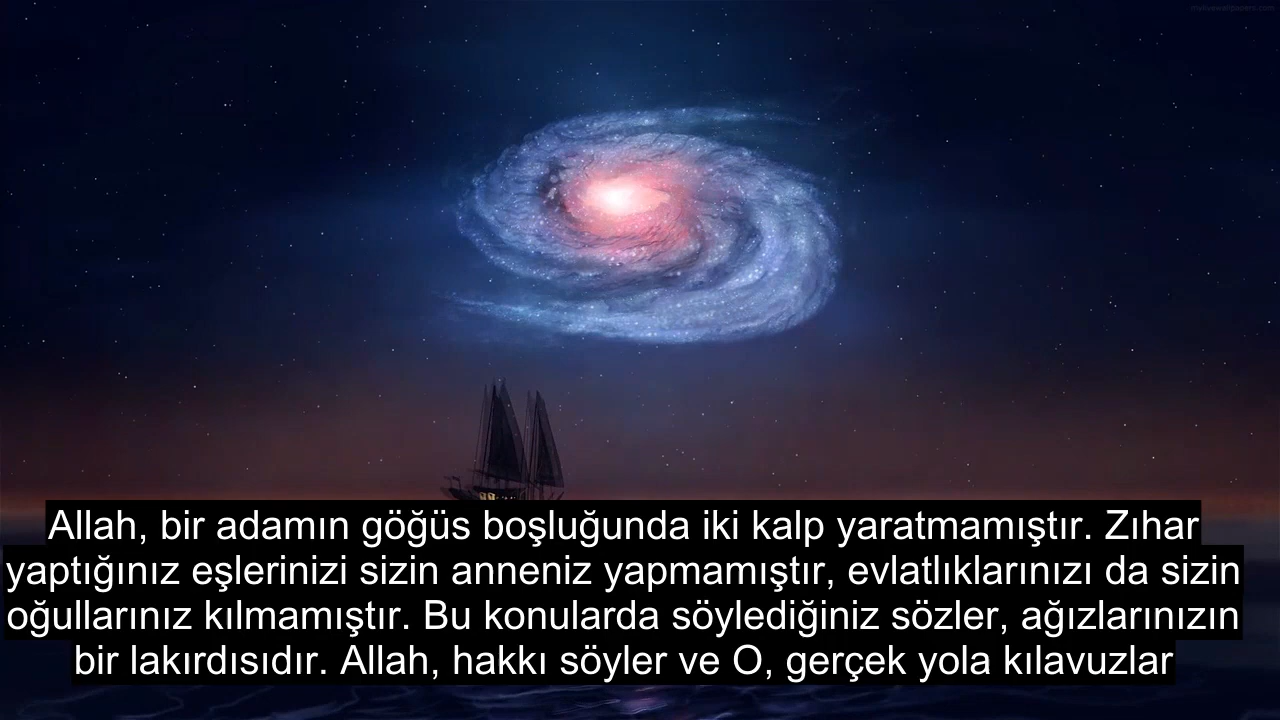 Allah, bir adamın göğüs boşluğunda iki kalp yaratmamıştır. Zıhar
yaptığınız eşlerinizi sizin anneniz yapmamıştır, evlatlıklarınızı da sizin
oğullarınız kılmamıştır. Bu konularda söylediğiniz sözler, ağızlarınızın
bir lakırdısıdır. Allah, hakkı söyler ve O, gerçek yola kılavuzlar